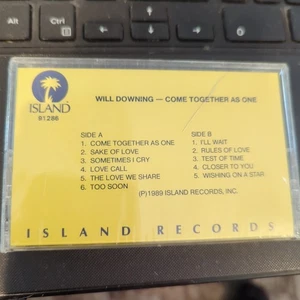 Alt
Ctrl
ISLAND
91286
WILL DOWNING — COME TOGETHER AS ONE
SIDE A
1. COME TOGETHER AS ONE
2. SAKE OF LOVE
3. SOMETIMES I CRY
4. LOVE CALL
5. THE LOVE WE SHARE
6. TOO SOON
SIDE B
1. I'LL WAIT
2. RULES OF LOVE
3. TEST OF TIME
4. CLOSER TO YOU
5. WISHING ON A STAR
(P)1989 ISLAND RECORDS, INC.
ISLAND RECORDS